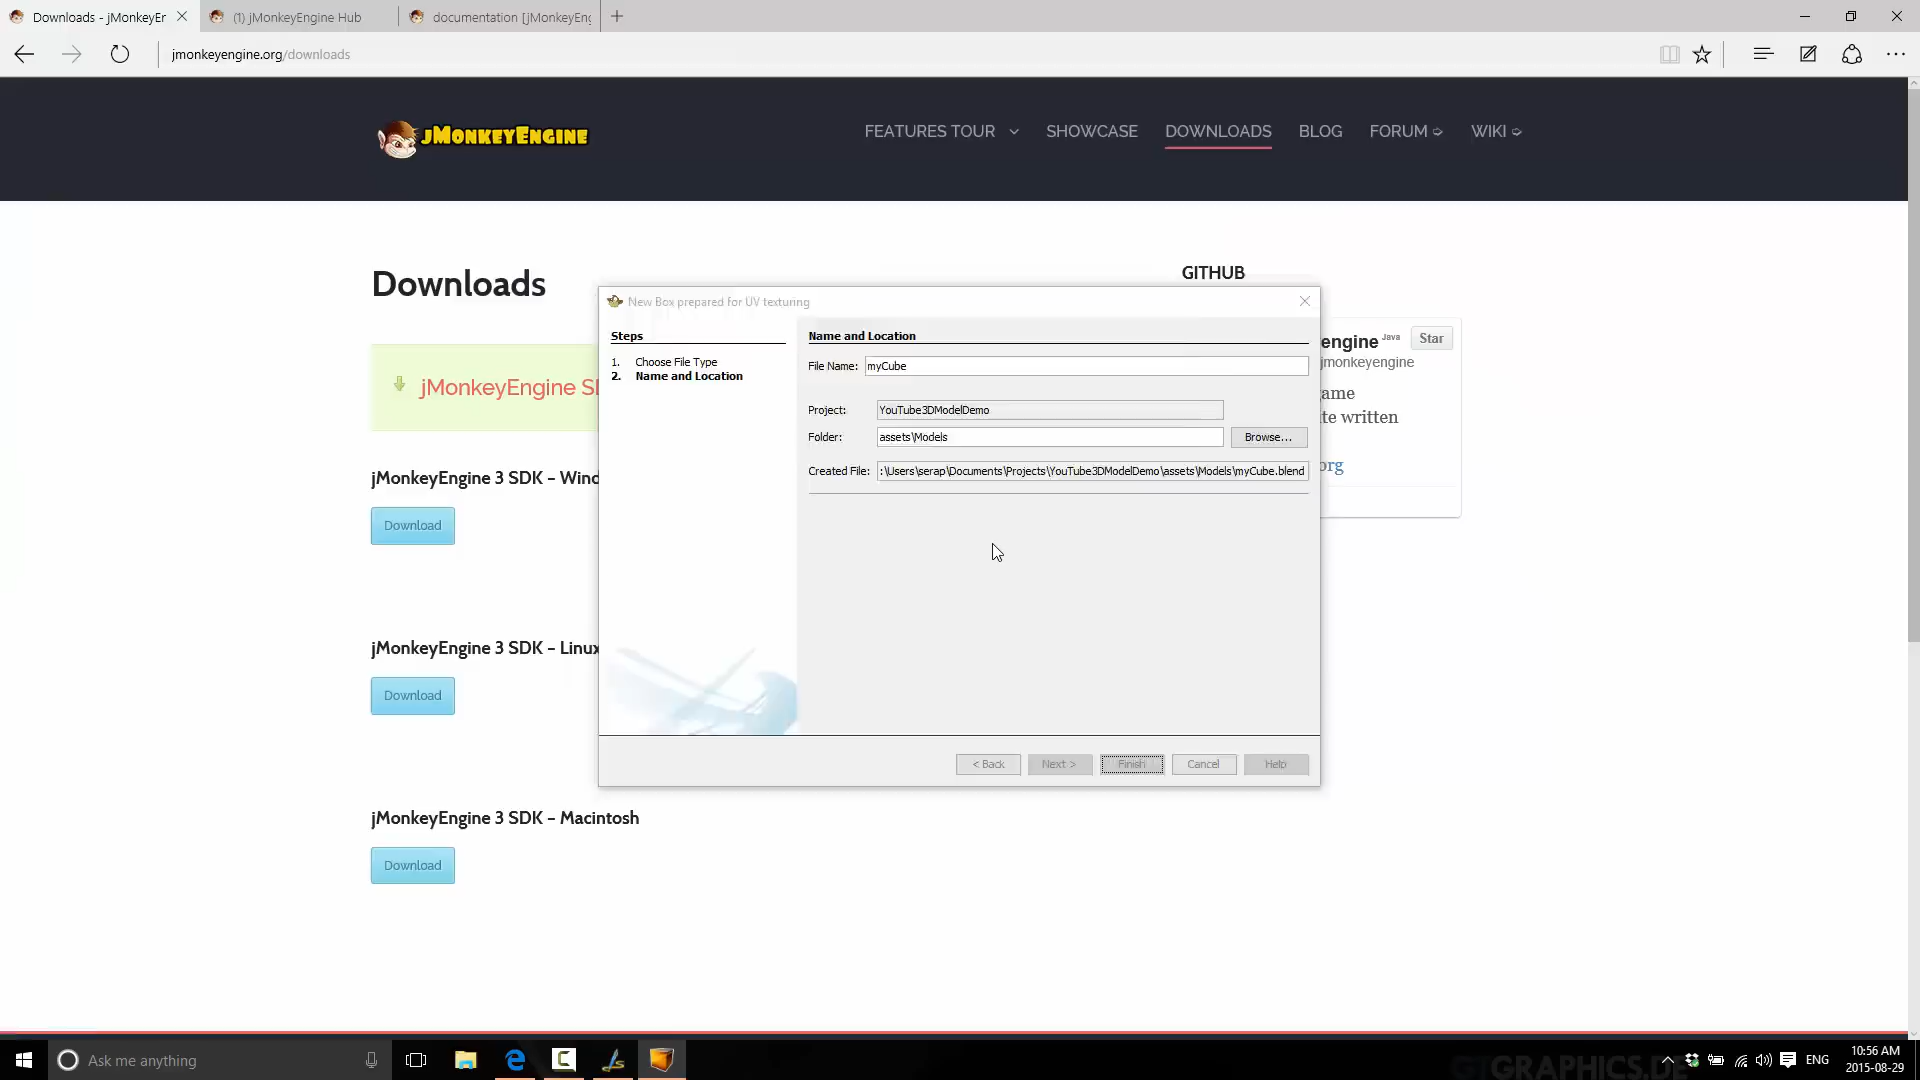 Downloads - jMonkeyEr
(1) jMonkeyEngine Hub
documentation [jMonkeyEng
jmonkeyengine.org/downloads
jMONKEYENGINE
FEATURES TOUR
SHOWCASE
DOWNLOADS
BLOG
FORUM
WIKI
Downloads
GITHUB
jMonkeyEngine S
engine Java
Star
jmonkeyengine
ame
te written
org
jMonkeyEngine 3 SDK – Wind
Download
jMonkeyEngine 3 SDK – Linux
Download
jMonkeyEngine 3 SDK – Macintosh
Download
New Box prepared for UV texturing
Steps
1. Choose File Type
2. Name and Location
Name and Location
File Name: myCube
Project: YouTube3DModelDemo
Folder: assets\Models
Browse...
Created File: :\Users\serap\Documents\Projects\YouTube3DModelDemo\assets\Models\myCube.blend
< Back
Next >
Finish
Cancel
Help
Ask me anything
GTGRAPHICS.DE
ENG
10:56 AM
2015-08-29